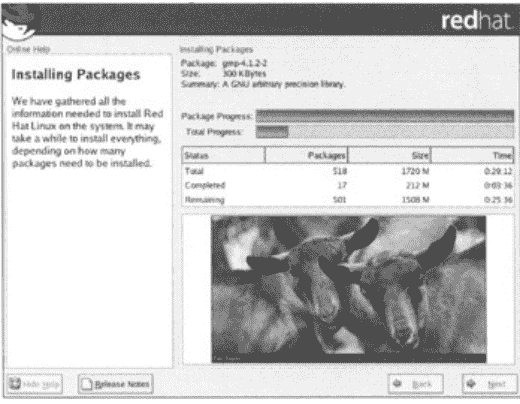 redhat.
Online Help
Installing Packages
We have gathered all the
information needed to install Red
Hat Linux on the system. It may
take a while to install everything,
depending on how many
packages need to be installed.
Installing Packages
Package: gmp-4.1.2-2
Size: 300 KBytes
Summary: A GNU arbitrary precision library.
Package Progress:
Total Progress:
Status Packages Size Time
Total 518 1720 M 0:29:12
Completed 17 212 M 0:03:36
Remaining 501 1508 M 0:25:36
Hide Help
Release Notes
Back
Next